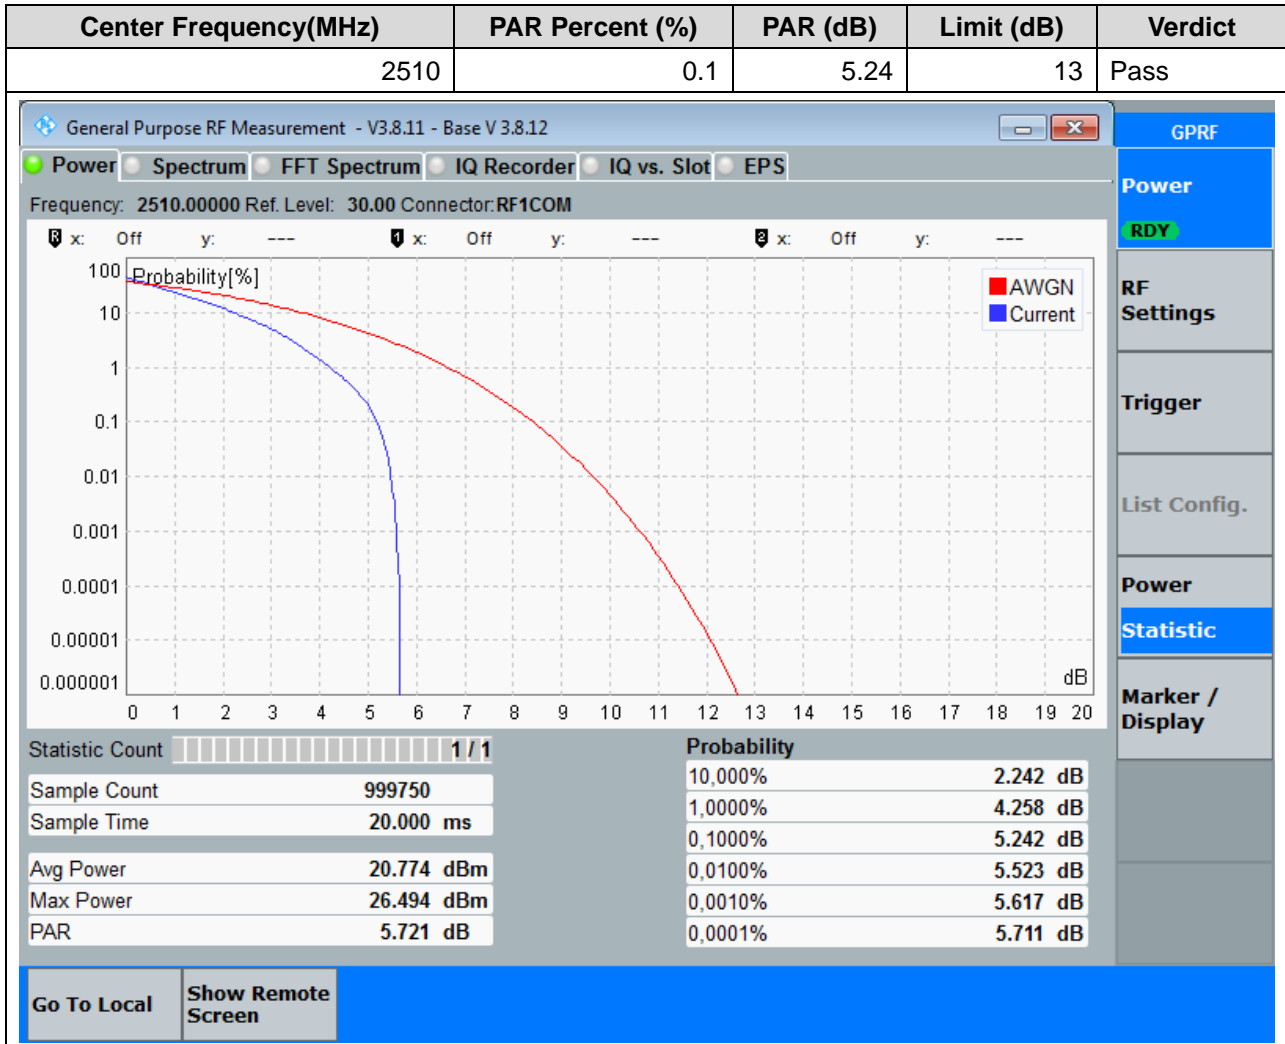 Center Frequency(MHz) PAR Percent (%) PAR (dB) Limit (dB) Verdict
2510 0.1 5.24 13 Pass
General Purpose RF Measurement - V3.8.11 - Base V 3.8.12
GPRF
Power Spectrum FFT Spectrum IQ Recorder IQ vs. Slot EPS
Frequency: 2510.00000 Ref. Level: 30.00 Connector:RF1COM
R x: Off y: --- 1 x: Off y: --- 2 x: Off y: ---
Probability[%]
AWGN
Current
100
10
1
0.1
0.01
0.001
0.0001
0.00001
0.000001
dB
0 1 2 3 4 5 6 7 8 9 10 11 12 13 14 15 16 17 18 19 20
Statistic Count 1 / 1
Sample Count 999750
Sample Time 20.000 ms
Avg Power 20.774 dBm
Max Power 26.494 dBm
PAR 5.721 dB
Probability
10,000% 2.242 dB
1,0000% 4.258 dB
0,1000% 5.242 dB
0,0100% 5.523 dB
0,0010% 5.617 dB
0,0001% 5.711 dB
Power
RDY
RF
Settings
Trigger
List Config.
Power
Statistic
Marker /
Display
Go To Local
Show Remote
Screen